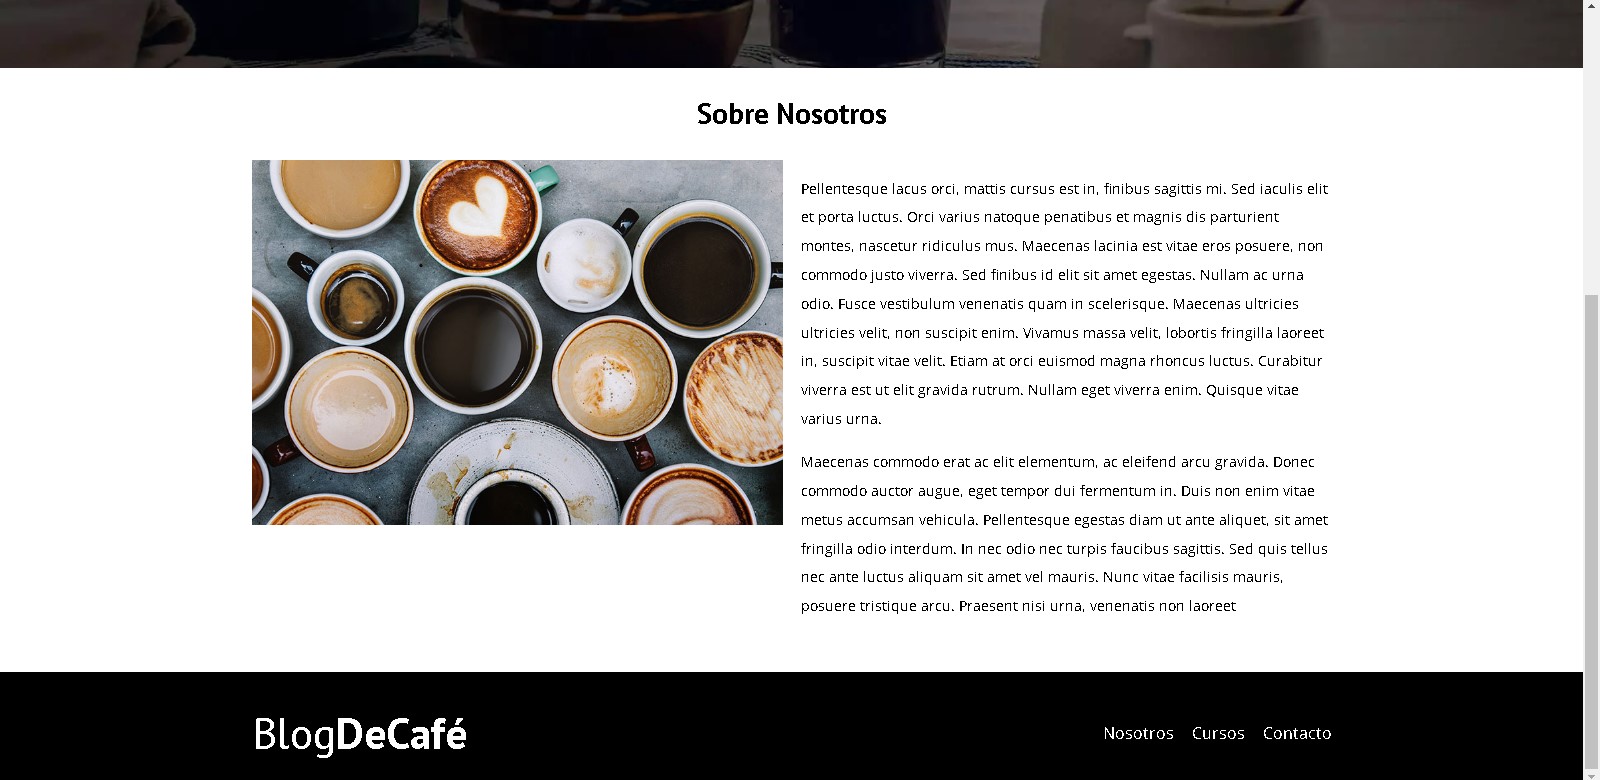 Sobre Nosotros
Pellentesque lacus orci, mattis cursus est in, finibus sagittis mi. Sed iaculis elit
et porta luctus. Orci varius natoque penatibus et magnis dis parturient
montes, nascetur ridiculus mus. Maecenas lacinia est vitae eros posuere, non
commodo justo viverra. Sed finibus id elit sit amet egestas. Nullam ac urna
odio. Fusce vestibulum venenatis quam in scelerisque. Maecenas ultricies
ultricies velit, non suscipit enim. Vivamus massa velit, lobortis fringilla laoreet
in, suscipit vitae velit. Etiam at orci euismod magna rhoncus luctus. Curabitur
viverra est ut elit gravida rutrum. Nullam eget viverra enim. Quisque vitae
varius urna.
Maecenas commodo erat ac elit elementum, ac eleifend arcu gravida. Donec
commodo auctor augue, eget tempor dui fermentum in. Duis non enim vitae
metus accumsan vehicula. Pellentesque egestas diam ut ante aliquet, sit amet
fringilla odio interdum. In nec odio nec turpis faucibus sagittis. Sed quis tellus
nec ante luctus aliquam sit amet vel mauris. Nunc vitae facilisis mauris,
posuere tristique arcu. Praesent nisi urna, venenatis non laoreet
BlogDeCafé
Nosotros Cursos Contacto